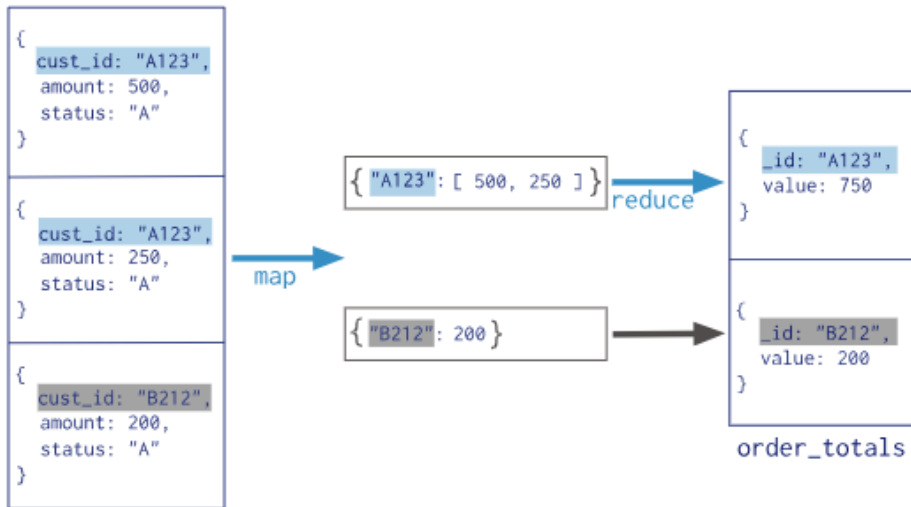 {
cust_id: "A123",
amount: 500,
status: "A"
}
{
cust_id: "A123",
amount: 250,
status: "A"
}
{
cust_id: "B212",
amount: 200,
status: "A"
}
map
{ "A123": [ 500, 250 ] }
reduce
{ "B212": 200 }
{
_id: "A123",
value: 750
}
{
_id: "B212",
value: 200
}
order_totals